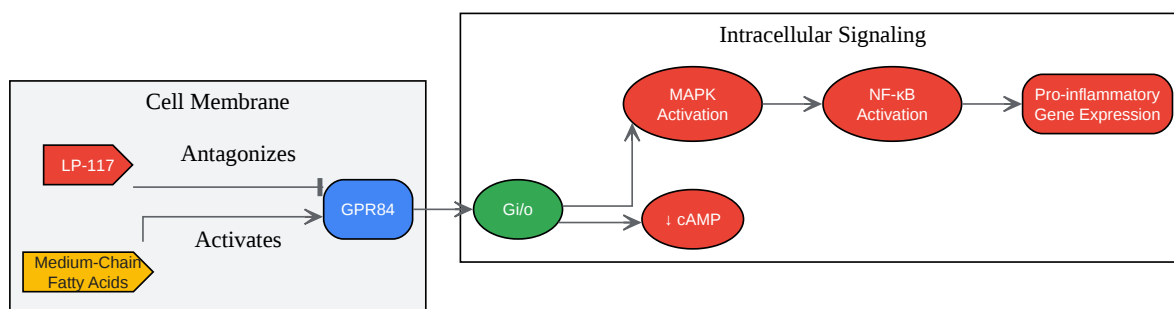 Intracellular Signaling
Cell Membrane
LP-117
Antagonizes
Medium-Chain
Fatty Acids
Activates
GPR84
Gi/o
MAPK
Activation
NF-κB
Activation
Pro-inflammatory
Gene Expression
↓ cAMP